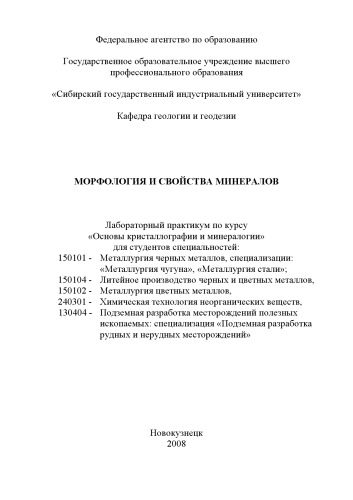 Федеральное агентство по образованию
Государственное образовательное учреждение высшего
профессионального образования
«Сибирский государственный индустриальный университет»
Кафедра геологии и геодезии
МОРФОЛОГИЯ И СВОЙСТВА МИНЕРАЛОВ
Лабораторный практикум по курсу
«Основы кристаллографии и минералогии»
для студентов специальностей:
150101 - Металлургия черных металлов, специализации:
«Металлургия чугуна», «Металлургия стали»;
150104 - Литейное производство черных и цветных металлов,
150102 - Металлургия цветных металлов,
240301 - Химическая технология неорганических веществ,
130404 - Подземная разработка месторождений полезных
ископаемых: специализация «Подземная разработка
рудных и нерудных месторождений»
Новокузнецк
2008